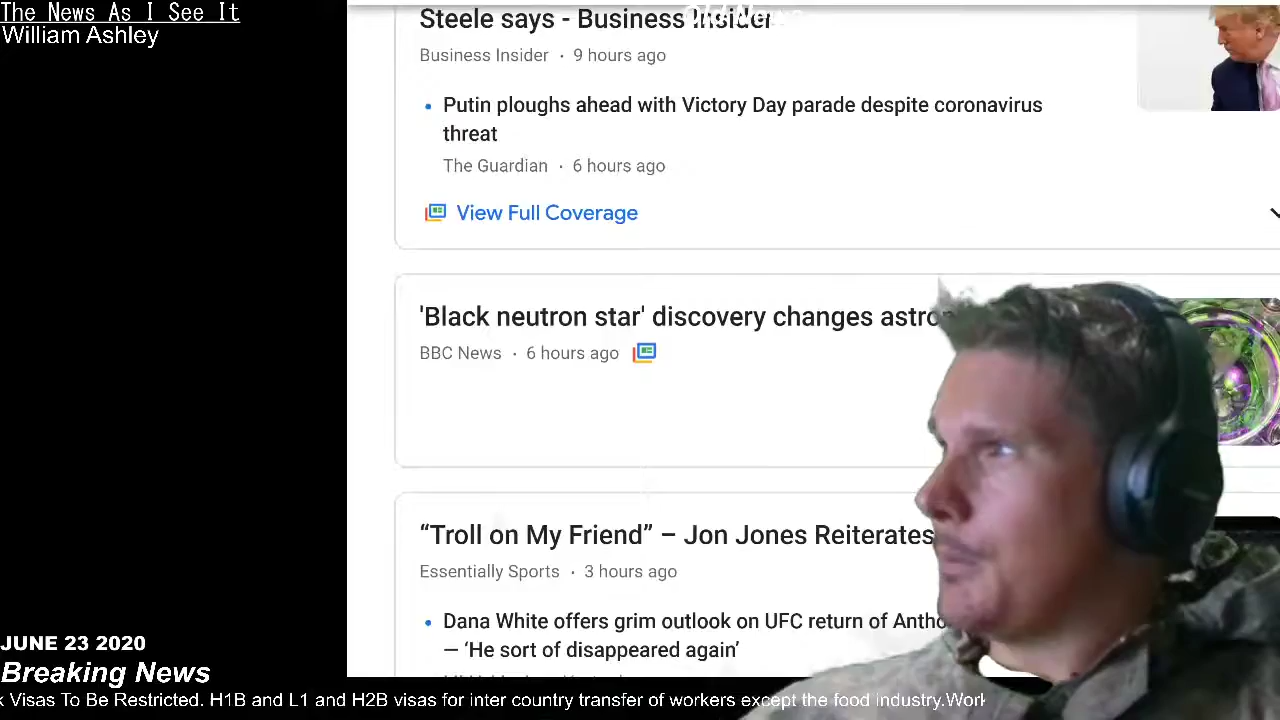 The News As I See It
William Ashley
Old News
Steele says - Business Insider
Business Insider · 9 hours ago
Putin ploughs ahead with Victory Day parade despite coronavirus
threat
The Guardian · 6 hours ago
View Full Coverage
'Black neutron star' discovery changes
BBC News · 6 hours ago
“Troll on My Friend” – Jon Jones Reiterates
Essentially Sports · 3 hours ago
Dana White offers grim outlook on UFC return of
— ‘He sort of disappeared again’
JUNE 23 2020
Breaking News
Visas To Be Restricted. H1B and L1 and H2B visas for inter country transfer of workers except the food industry.Work